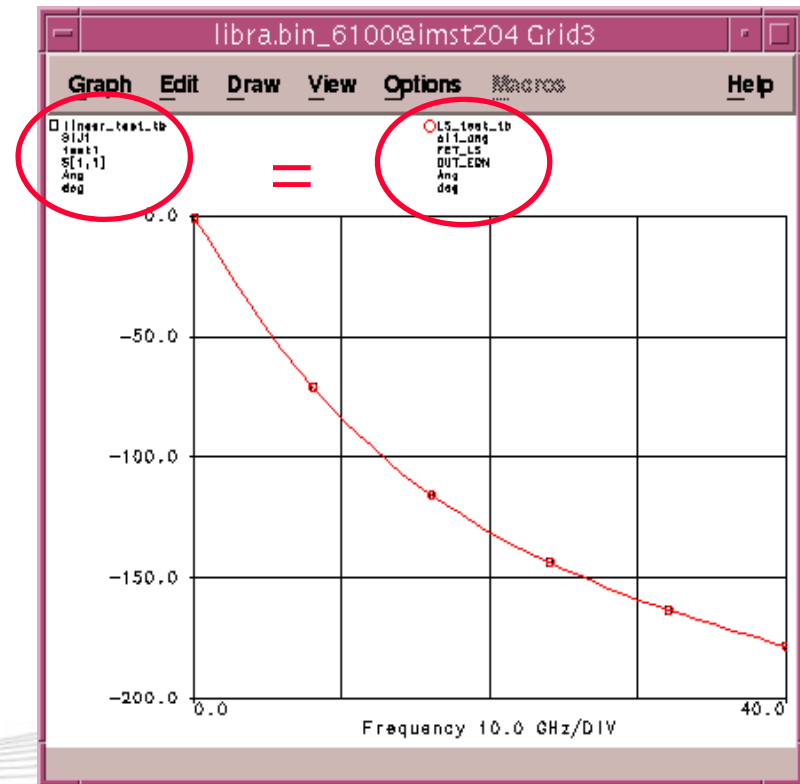 libra.bin_6100@imst204 Grid3
Graph Edit Draw View Options Macros Help
linear_test_tb
test1
S[1,1]
Ang
deg
=
LS_test_tb
s11_ang
FET_LS
OUT_EQN
Ang
deg
0.0
-50.0
-100.0
-150.0
-200.0
0.0
40.0
Frequency 10.0 GHz/DIV